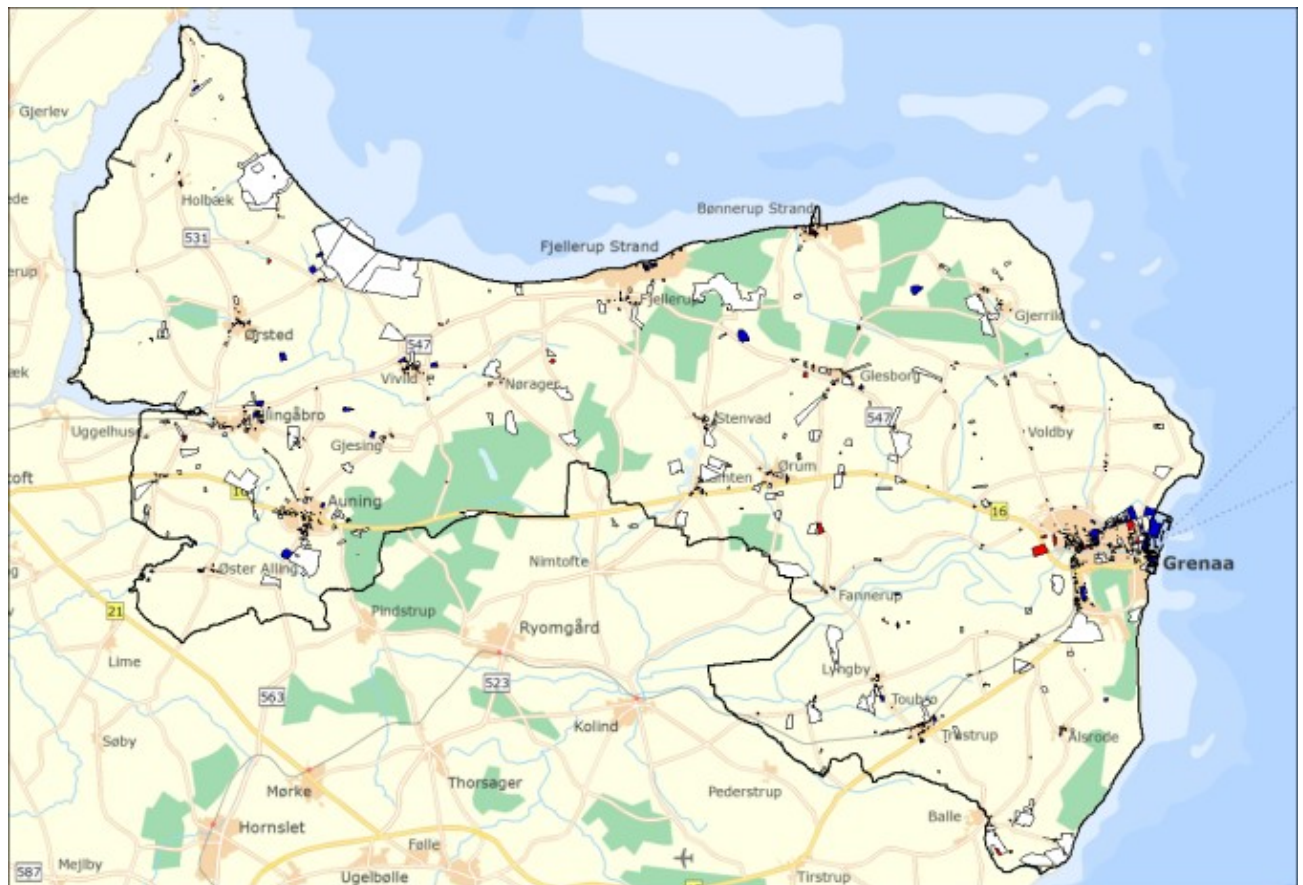 Gjerlev
Holbæk
531
Bønnerup Strand
Fjellerup Strand
Fjellerup
Gjerrild
Ørsted
547
Vivild
Nørager
Glesborg
547
Stenvad
Uggelhuse
Gjesing
Voldby
Ørum
16
Auning
16
Grenaa
Nimtofte
Øster Alling
Fannerup
21
Pindstrup
Ryomgård
Lime
Lyngby
523
563
Toubro
Kolind
Trustrup
Ålsrode
Søby
Thorsager
Mørke
Pederstrup
Balle
Hornslet
Følle
Mejlby
587
Ugelbølle
Tirstrup